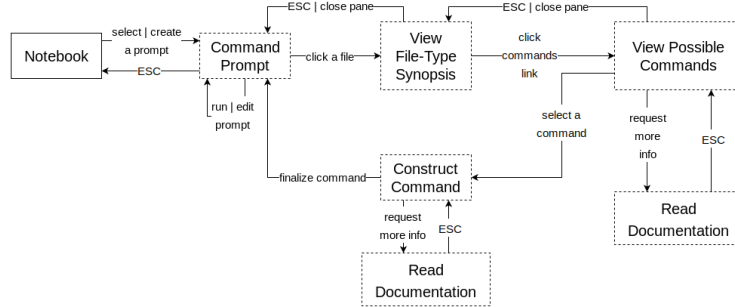 ESC | close pane
ESC | close pane
select | create
a prompt
Notebook
ESC
Command
Prompt
click a file
View
File-Type
Synopsis
click
commands
link
View Possible
Commands
run | edit
prompt
select a
command
request
more
info
ESC
finalize command
Construct
Command
request
more info
ESC
Read
Documentation
Read
Documentation